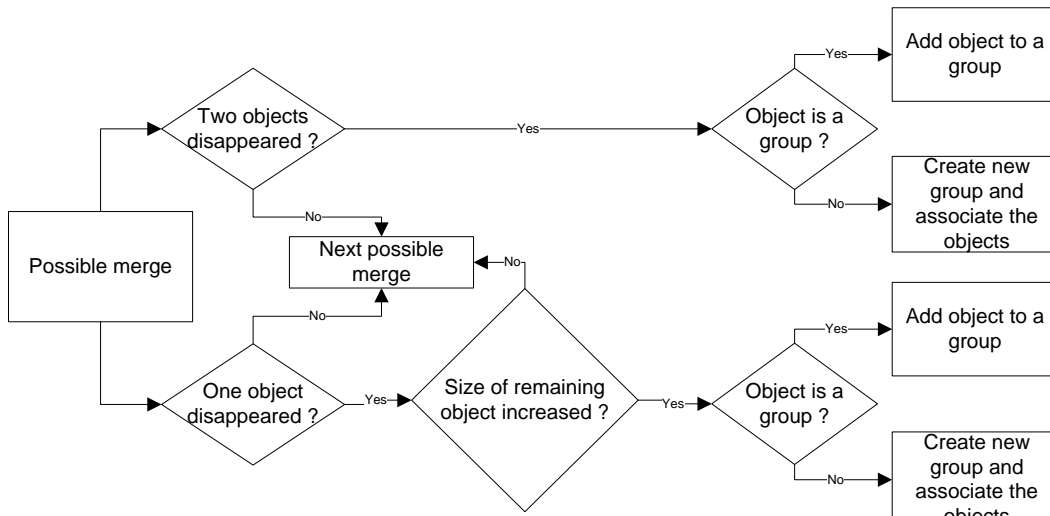 Add object to a
group
Yes
Two objects
disappeared ?
Yes
Object is a
group ?
Create new
group and
associate the
objects
No
No
Possible merge
Next possible
merge
No
No
Add object to a
group
Yes
One object
disappeared ?
Yes
Size of remaining
object increased ?
Yes
Object is a
group ?
Create new
group and
associate the
objects
No